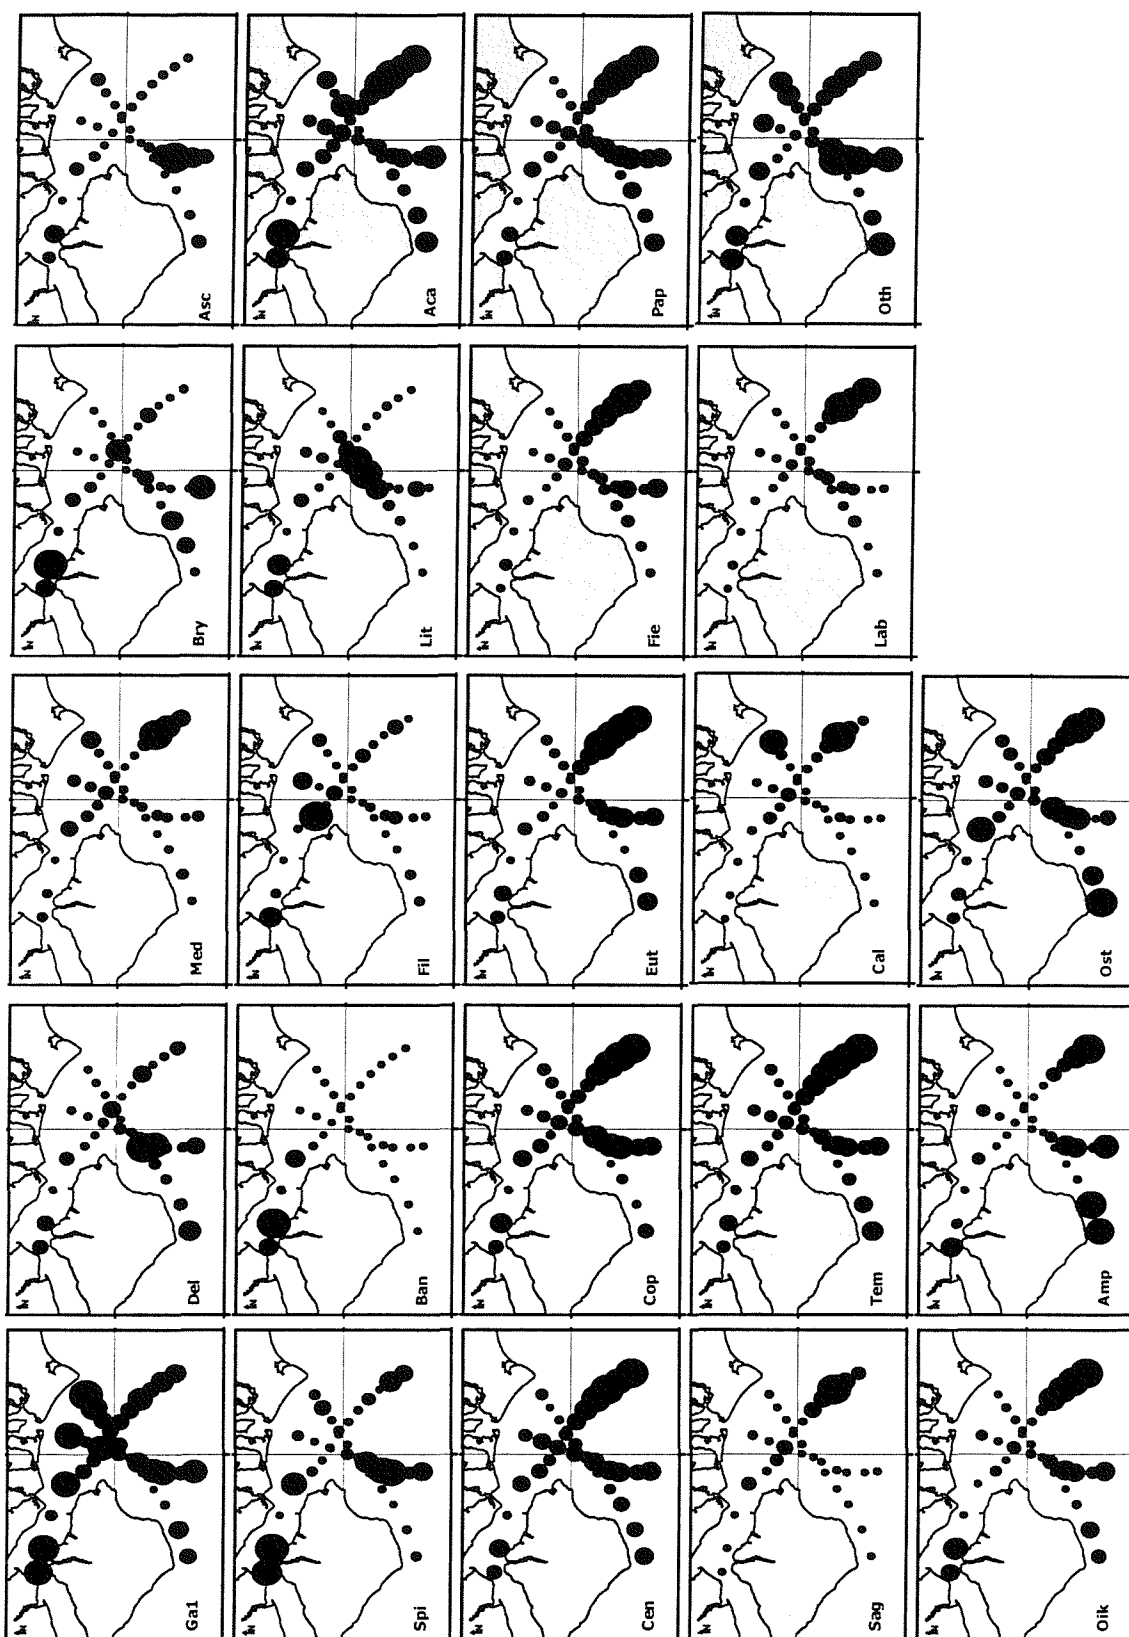 Ga1
Del
Med
Bry
Asc
Spi
Ban
Fil
Lit
Aca
Cen
Cop
Eut
Fie
Pap
Sag
Tem
Cal
Lab
Oth
Oik
Amp
Ost